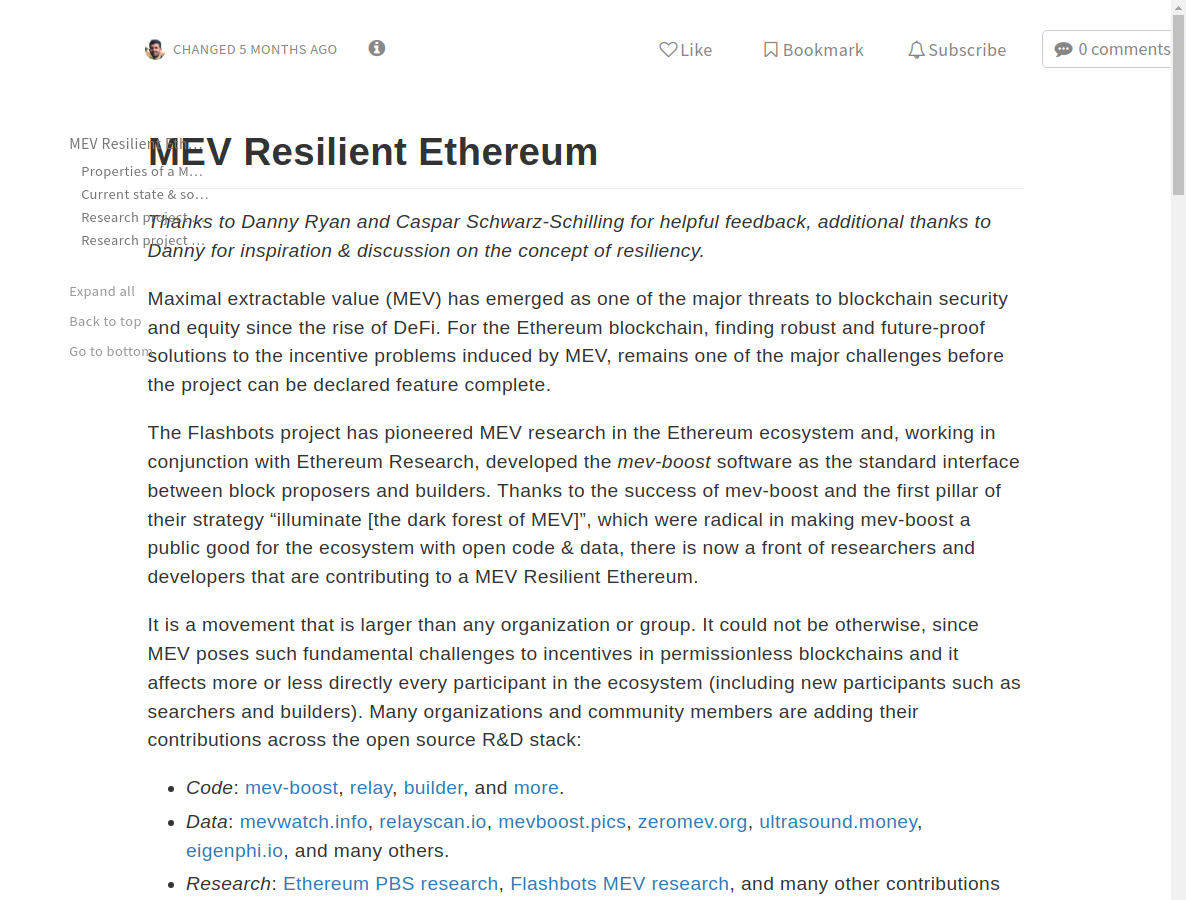 CHANGED 5 MONTHS AGO
Like
Bookmark
Subscribe
0 comments
MEV Resilient Eth…
Properties of a M…
Current state & so…
Research project …
Research project …
Expand all
Back to top
Go to bottom
MEV Resilient Ethereum
Thanks to Danny Ryan and Caspar Schwarz-Schilling for helpful feedback, additional thanks to
Danny for inspiration & discussion on the concept of resiliency.
Maximal extractable value (MEV) has emerged as one of the major threats to blockchain security
and equity since the rise of DeFi. For the Ethereum blockchain, finding robust and future-proof
solutions to the incentive problems induced by MEV, remains one of the major challenges before
the project can be declared feature complete.
The Flashbots project has pioneered MEV research in the Ethereum ecosystem and, working in
conjunction with Ethereum Research, developed the mev-boost software as the standard interface
between block proposers and builders. Thanks to the success of mev-boost and the first pillar of
their strategy “illuminate [the dark forest of MEV]”, which were radical in making mev-boost a
public good for the ecosystem with open code & data, there is now a front of researchers and
developers that are contributing to a MEV Resilient Ethereum.
It is a movement that is larger than any organization or group. It could not be otherwise, since
MEV poses such fundamental challenges to incentives in permissionless blockchains and it
affects more or less directly every participant in the ecosystem (including new participants such as
searchers and builders). Many organizations and community members are adding their
contributions across the open source R&D stack:
• Code: mev-boost, relay, builder, and more.
• Data: mevwatch.info, relayscan.io, mevboost.pics, zeromev.org, ultrasound.money,
eigenphi.io, and many others.
• Research: Ethereum PBS research, Flashbots MEV research, and many other contributions